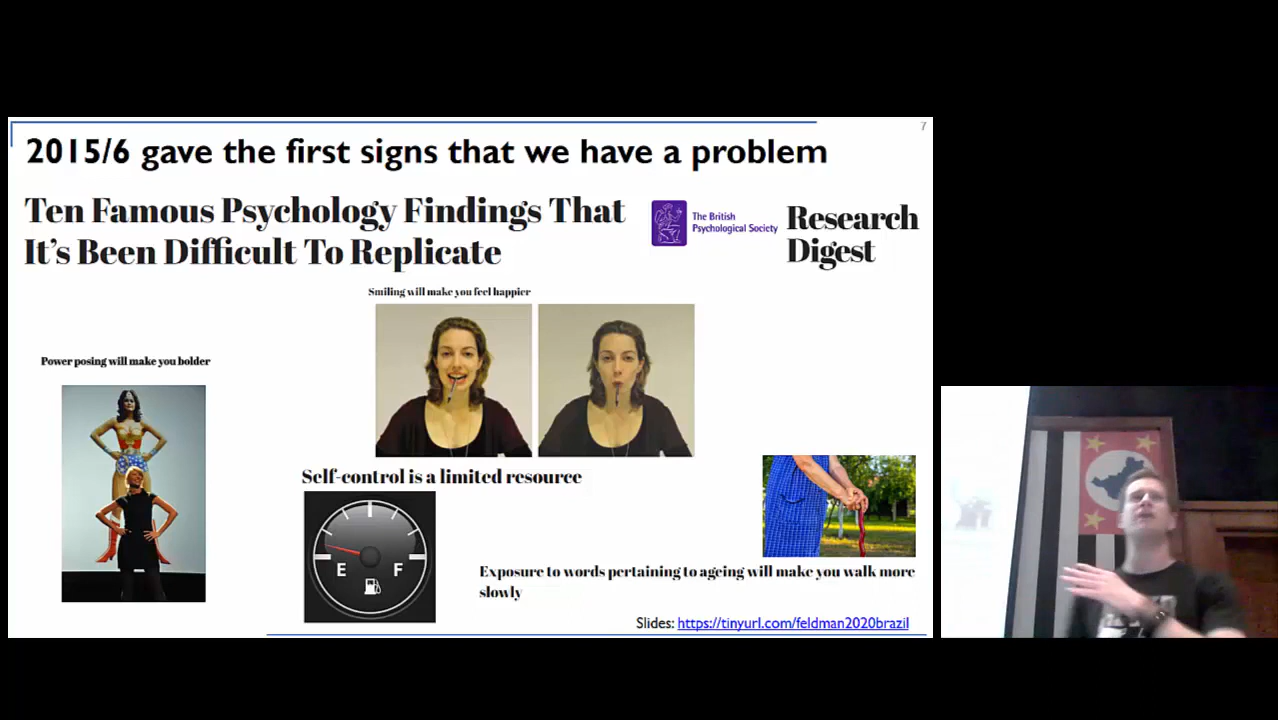 7
2015/6 gave the first signs that we have a problem
Ten Famous Psychology Findings That
It's Been Difficult To Replicate
The British
Psychological Society
Research
Digest
Smiling will make you feel happier
Power posing will make you bolder
Self-control is a limited resource
E
F
Exposure to words pertaining to ageing will make you walk more
slowly
Slides: https://tinyurl.com/feldman2020brazil